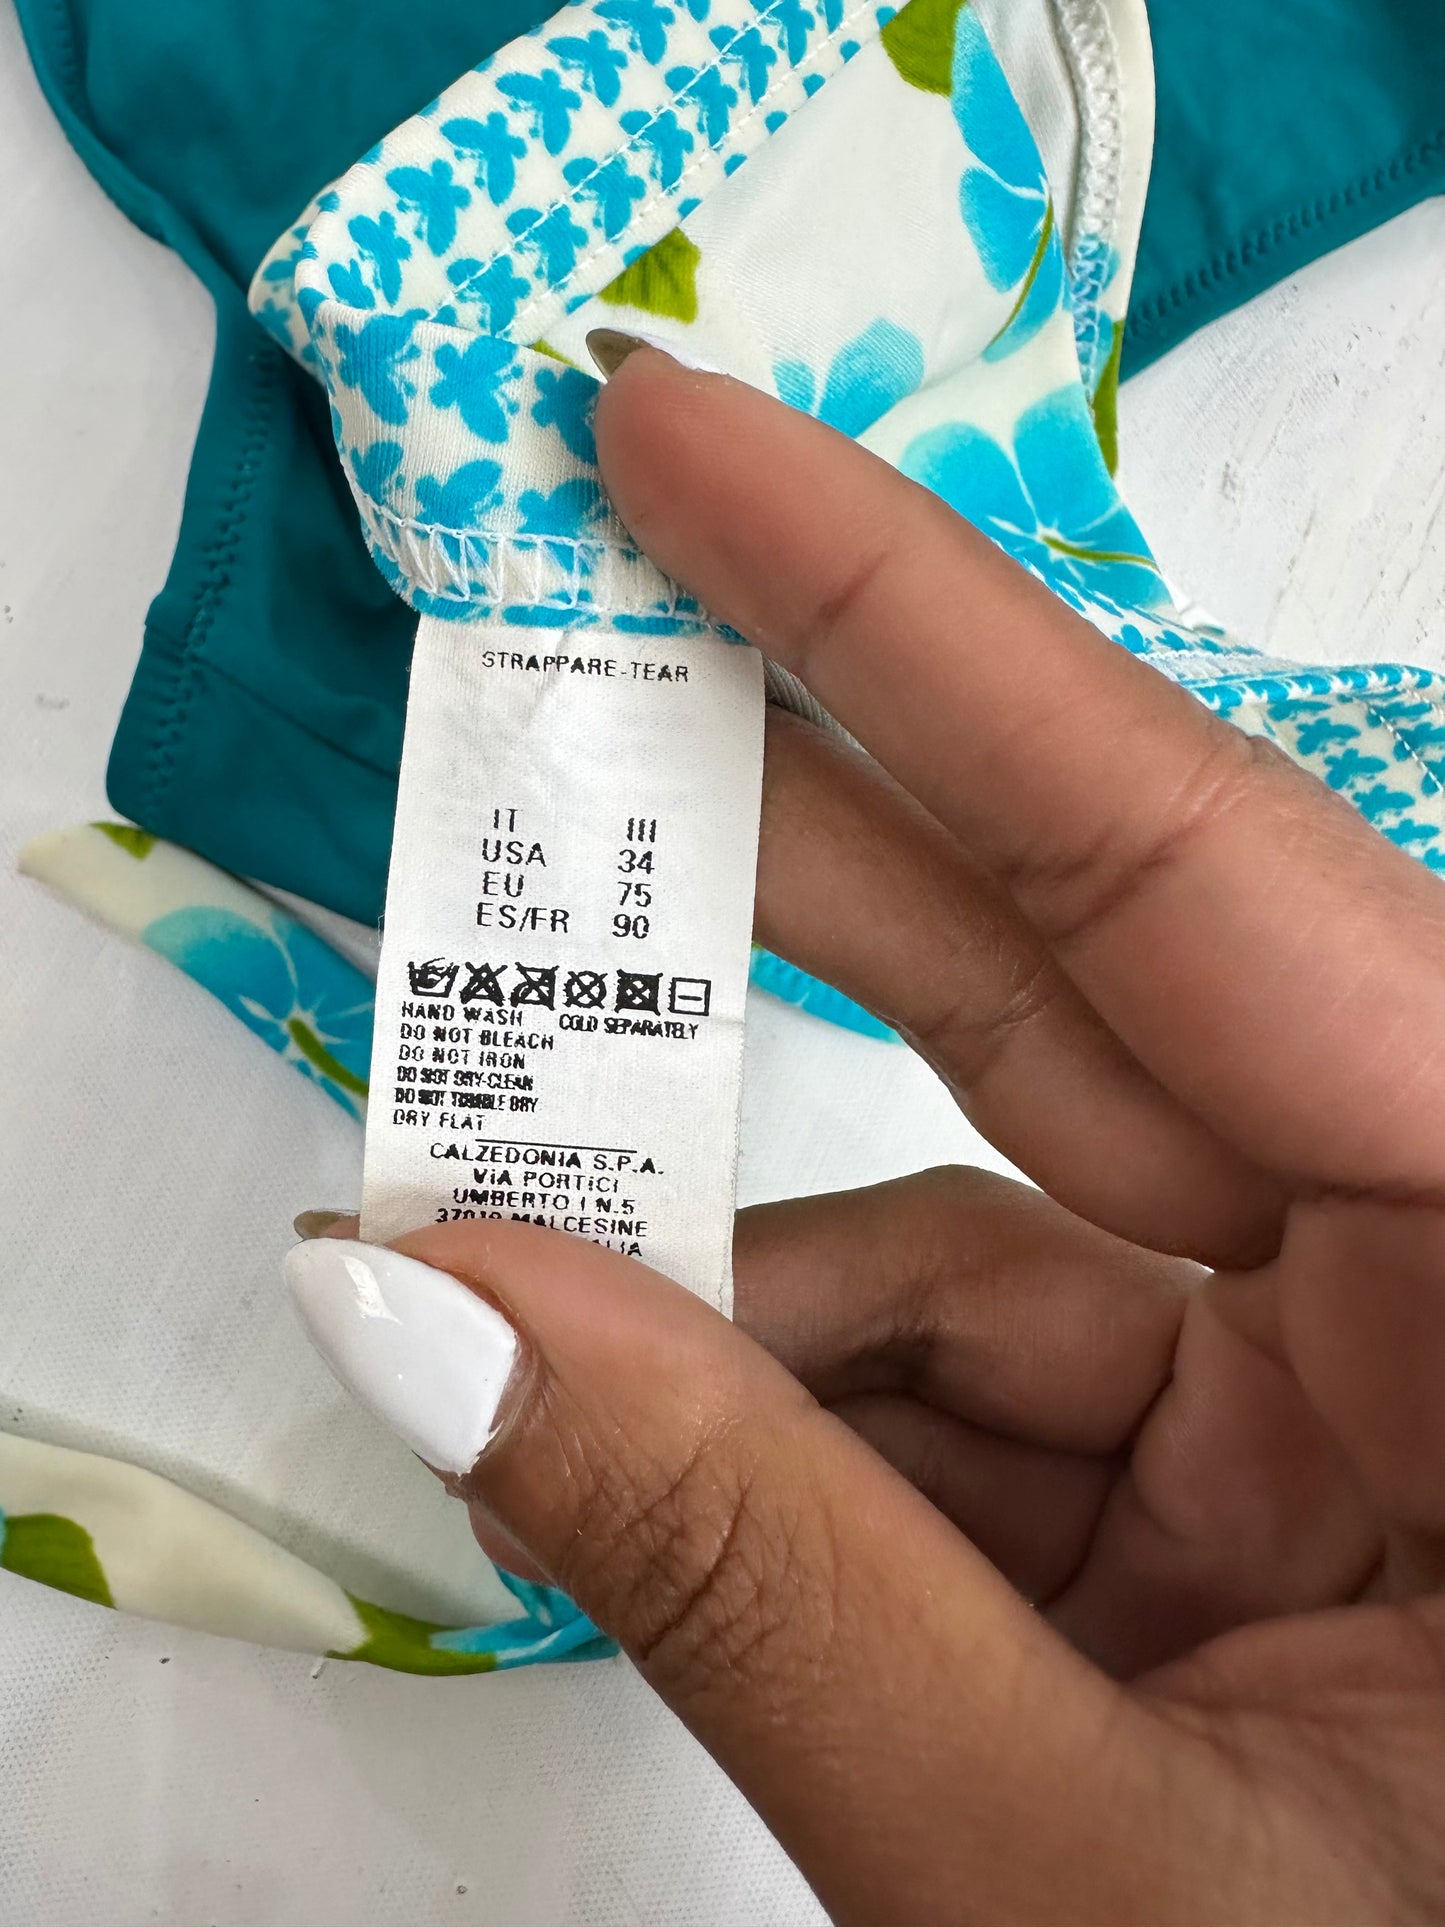 STRAPPARE-TEAR
IT III
USA 34
EU 75
ES/FR 90
HAND WASH COLD SEPARATELY
DO NOT BLEACH
DO NOT IRON
DO NOT DRY-CLEAN
DO NOT TUMBLE DRY
DRY FLAT
CALZEDONIA S.P.A.
VIA PORTICI
UMBERTO I N.5
MALCESINE